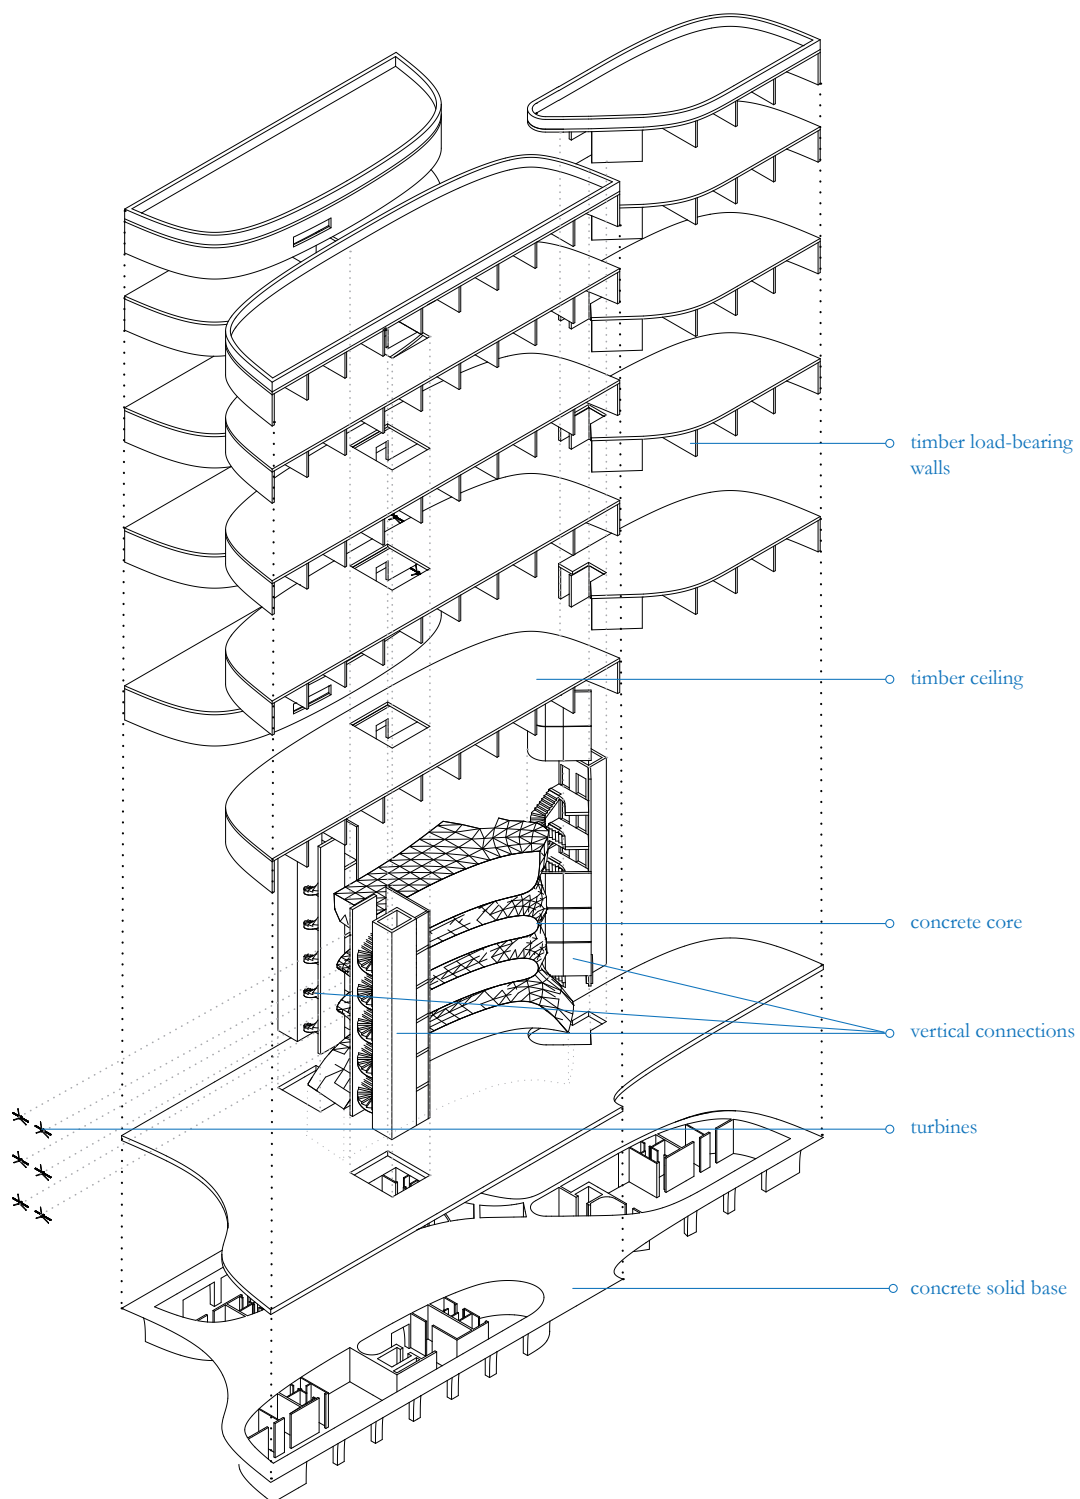 timber load-bearing
walls
timber ceiling
concrete core
vertical connections
turbines
concrete solid base